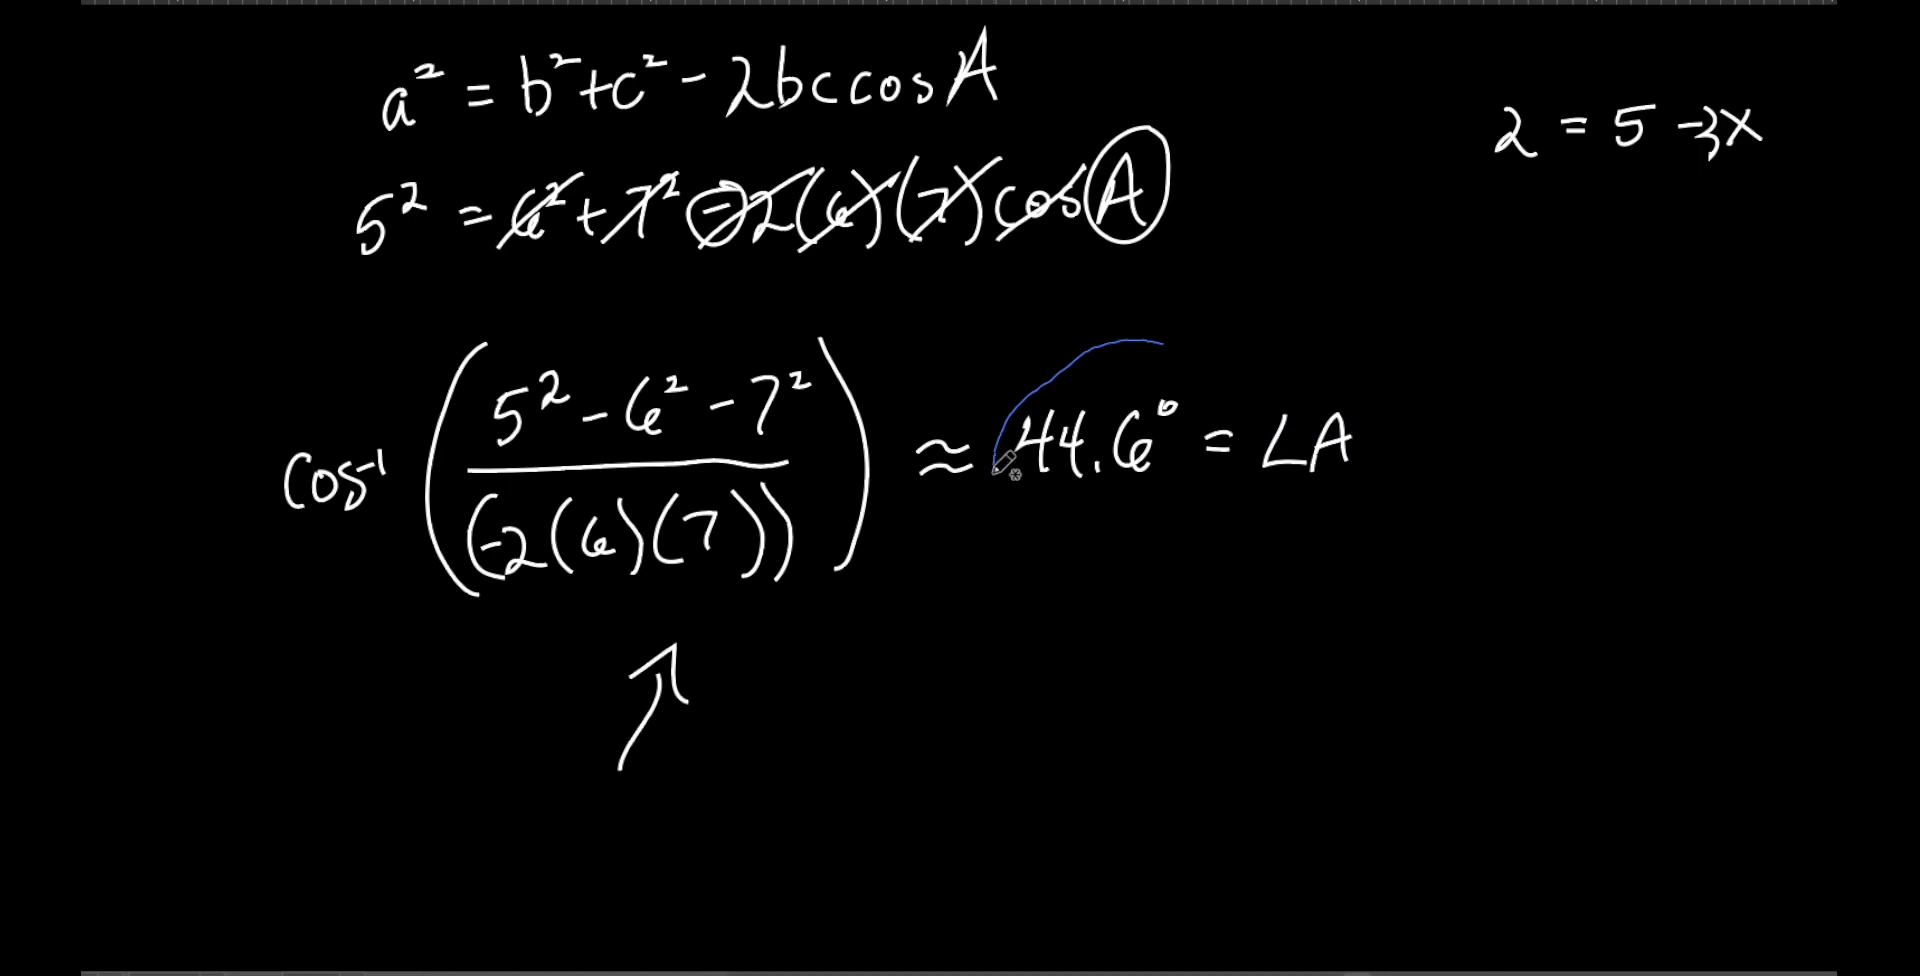 a² = b² + c² - 2bc cos A
2 = 5 - 3x
5² = 6² + 7² - 2(6)(7) cos A
cos⁻¹ ( (5² - 6² - 7²) / (-2(6)(7)) ) ≈ 44.6° = ∠A